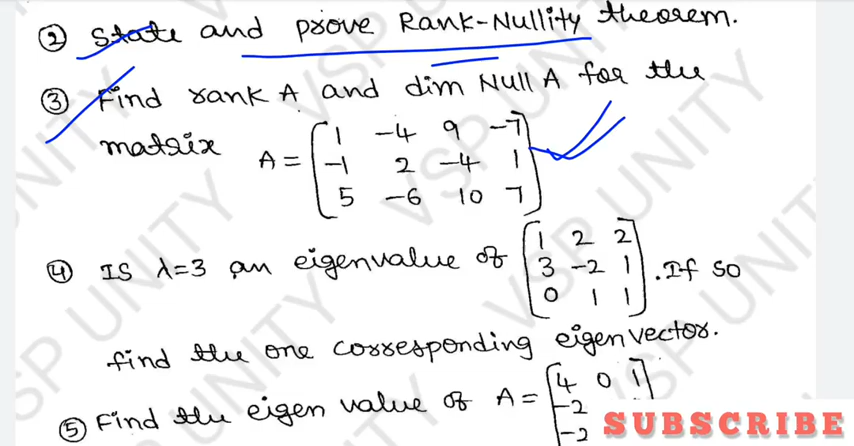 ② State and prove Rank-Nullity theorem.
③ Find rank A and dim Null A for the
matrix A = [1 -4 9 -7
-1 2 -4 1
5 -6 10 7]
④ Is λ=3 an eigenvalue of [1 2 2
3 -2 1
0 1 1]. If so
find the one corresponding eigenvector.
⑤ Find the eigen value of A = [4 0 1
-2
-2
SUBSCRIBE
VSP UNITY